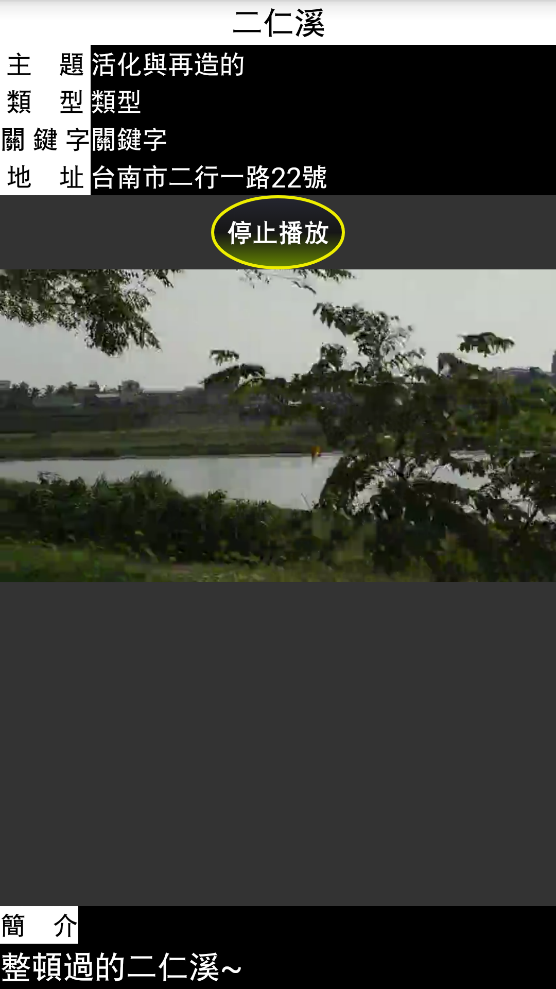 二仁溪
主 題 活化與再造的
類 型 類型
關 鍵 字 關鍵字
地 址 台南市二行一路22號
停止播放
簡 介
整頓過的二仁溪~